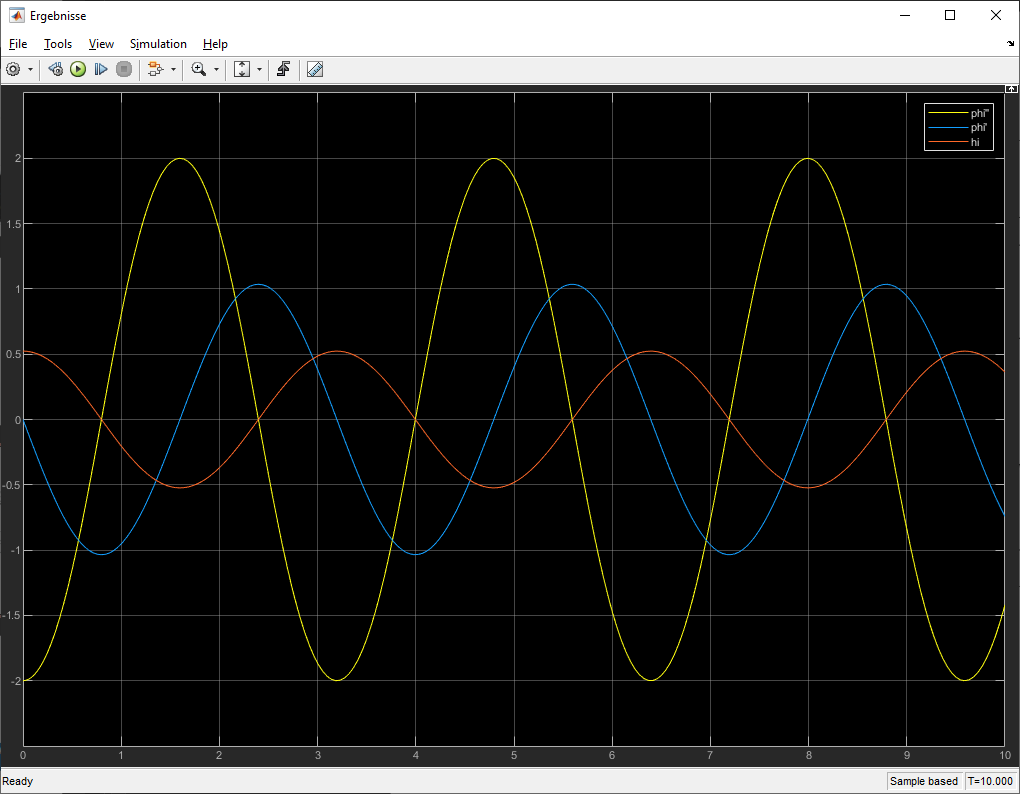 Ergebnisse
File Tools View Simulation Help
phi''
phi'
hi
2
1.5
1
0.5
0
-0.5
-1
-1.5
-2
0 1 2 3 4 5 6 7 8 9 10
Ready Sample based T=10.000